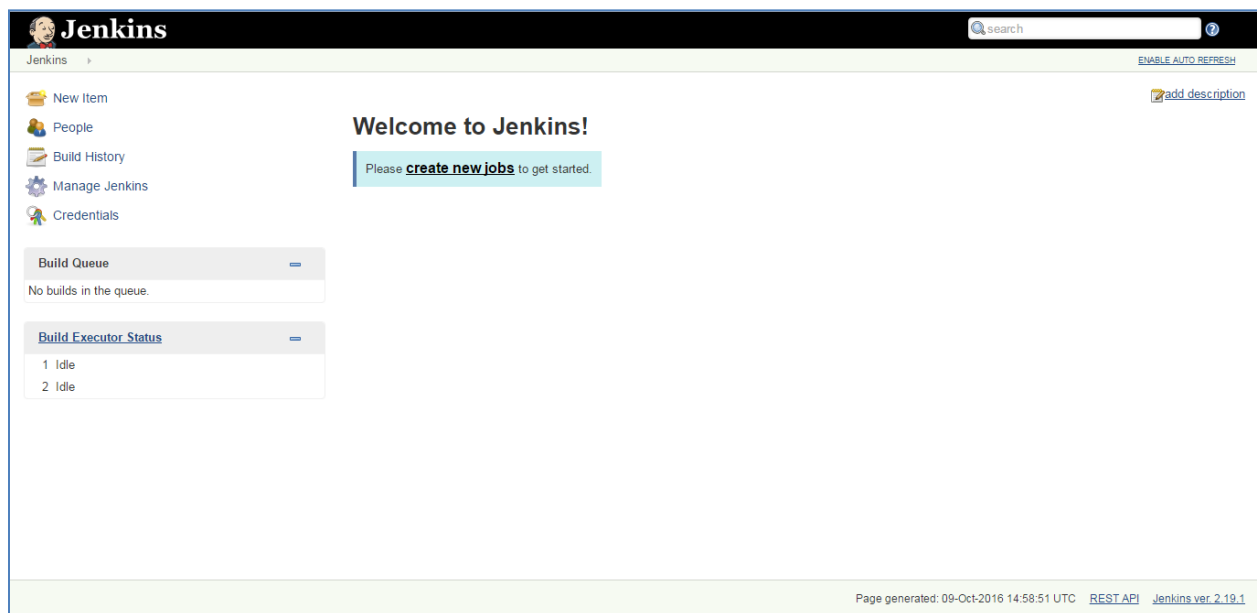 Jenkins
search
Jenkins
ENABLE AUTO REFRESH
New Item
People
Build History
Manage Jenkins
Credentials
Build Queue
No builds in the queue.
Build Executor Status
1 Idle
2 Idle
add description
Welcome to Jenkins!
Please create new jobs to get started.
Page generated: 09-Oct-2016 14:58:51 UTC REST API Jenkins ver. 2.19.1